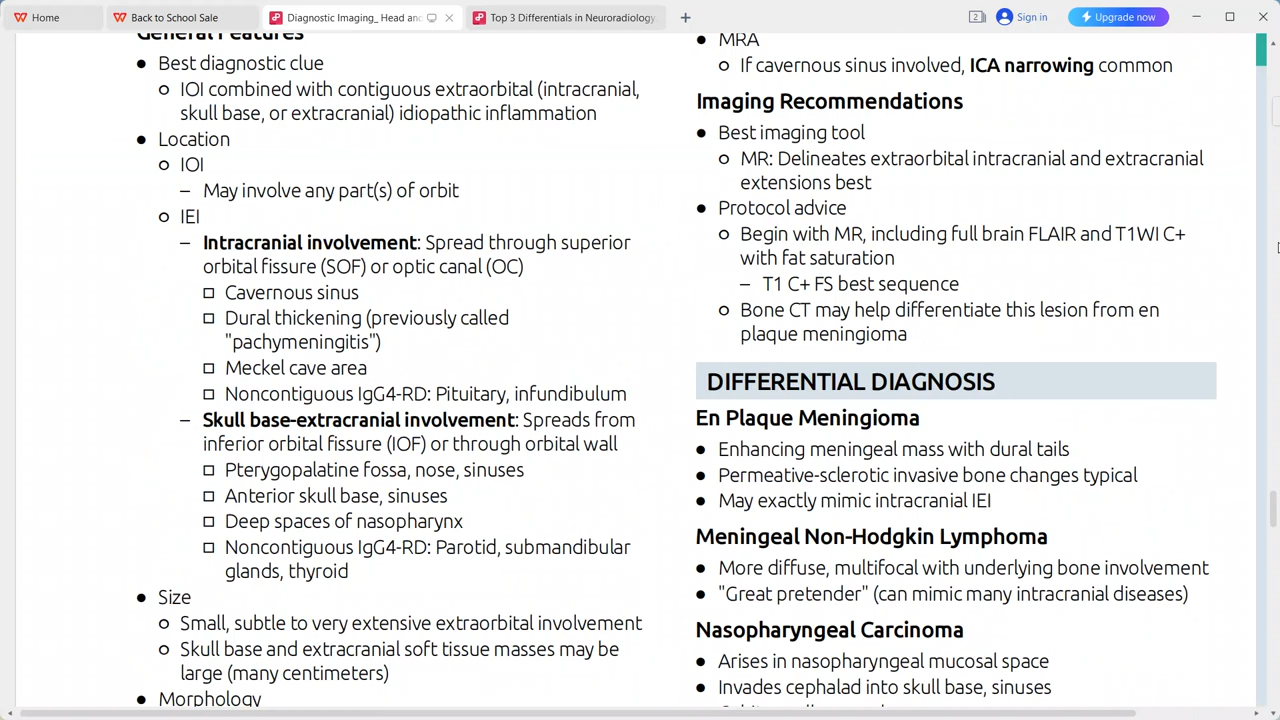 Home
Back to School Sale
Diagnostic Imaging_ Head an
Top 3 Differentials in Neuroradiology
2
Sign in
Upgrade now
General Features
● Best diagnostic clue
○ IOI combined with contiguous extraorbital (intracranial,
skull base, or extracranial) idiopathic inflammation
● Location
○ IOI
– May involve any part(s) of orbit
○ IEI
– Intracranial involvement: Spread through superior
orbital fissure (SOF) or optic canal (OC)
□ Cavernous sinus
□ Dural thickening (previously called
"pachymeningitis")
□ Meckel cave area
□ Noncontiguous IgG4-RD: Pituitary, infundibulum
– Skull base-extracranial involvement: Spreads from
inferior orbital fissure (IOF) or through orbital wall
□ Pterygopalatine fossa, nose, sinuses
□ Anterior skull base, sinuses
□ Deep spaces of nasopharynx
□ Noncontiguous IgG4-RD: Parotid, submandibular
glands, thyroid
● Size
○ Small, subtle to very extensive extraorbital involvement
○ Skull base and extracranial soft tissue masses may be
large (many centimeters)
● Morphology
● MRA
○ If cavernous sinus involved, ICA narrowing common
Imaging Recommendations
● Best imaging tool
○ MR: Delineates extraorbital intracranial and extracranial
extensions best
● Protocol advice
○ Begin with MR, including full brain FLAIR and T1WI C+
with fat saturation
– T1 C+ FS best sequence
○ Bone CT may help differentiate this lesion from en
plaque meningioma
DIFFERENTIAL DIAGNOSIS
En Plaque Meningioma
● Enhancing meningeal mass with dural tails
● Permeative-sclerotic invasive bone changes typical
● May exactly mimic intracranial IEI
Meningeal Non-Hodgkin Lymphoma
● More diffuse, multifocal with underlying bone involvement
● "Great pretender" (can mimic many intracranial diseases)
Nasopharyngeal Carcinoma
● Arises in nasopharyngeal mucosal space
● Invades cephalad into skull base, sinuses